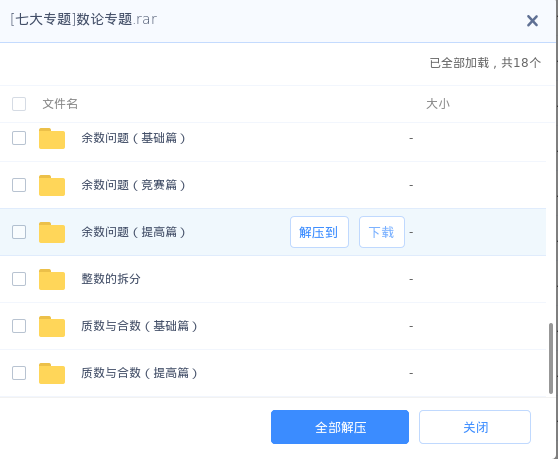 [七大专题]数论专题.rar
已全部加载，共18个
文件名 大小
余数问题（基础篇） -
余数问题（竞赛篇） -
余数问题（提高篇） 解压到 下载 -
整数的拆分 -
质数与合数（基础篇） -
质数与合数（提高篇） -
全部解压 关闭